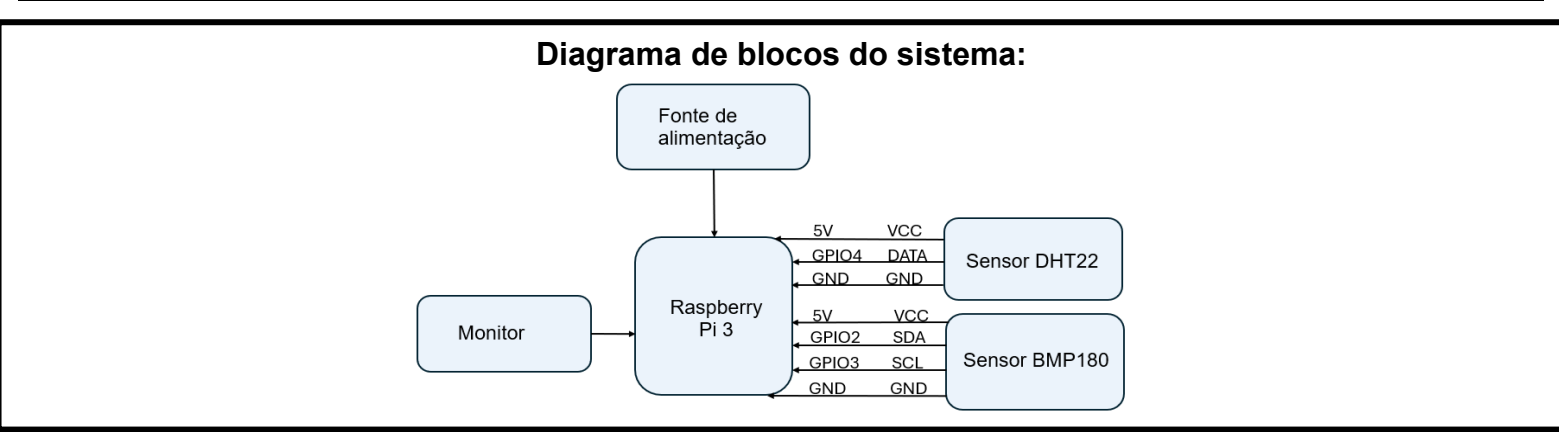 Diagrama de blocos do sistema:
Fonte de
alimentação
5V VCC
GPIO4 DATA
GND GND
Sensor DHT22
Raspberry
Pi 3
Monitor
5V VCC
GPIO2 SDA
GPIO3 SCL
GND GND
Sensor BMP180